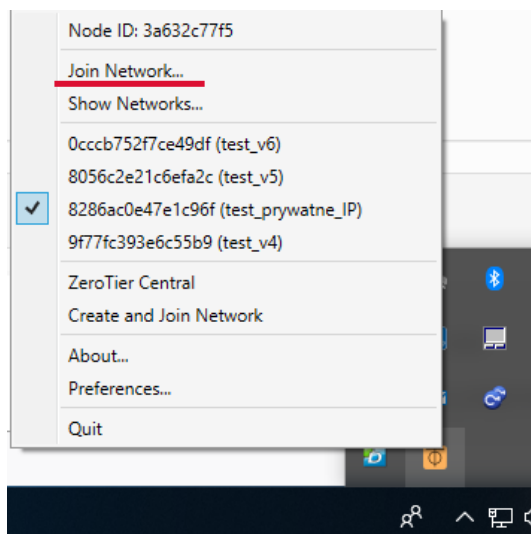 Node ID: 3a632c77f5
Join Network...
Show Networks...
0cccb752f7ce49df (test_v6)
8056c2e21c6efa2c (test_v5)
8286ac0e47e1c96f (test_prywatne_IP)
9f77fc393e6c55b9 (test_v4)
ZeroTier Central
Create and Join Network
About...
Preferences...
Quit